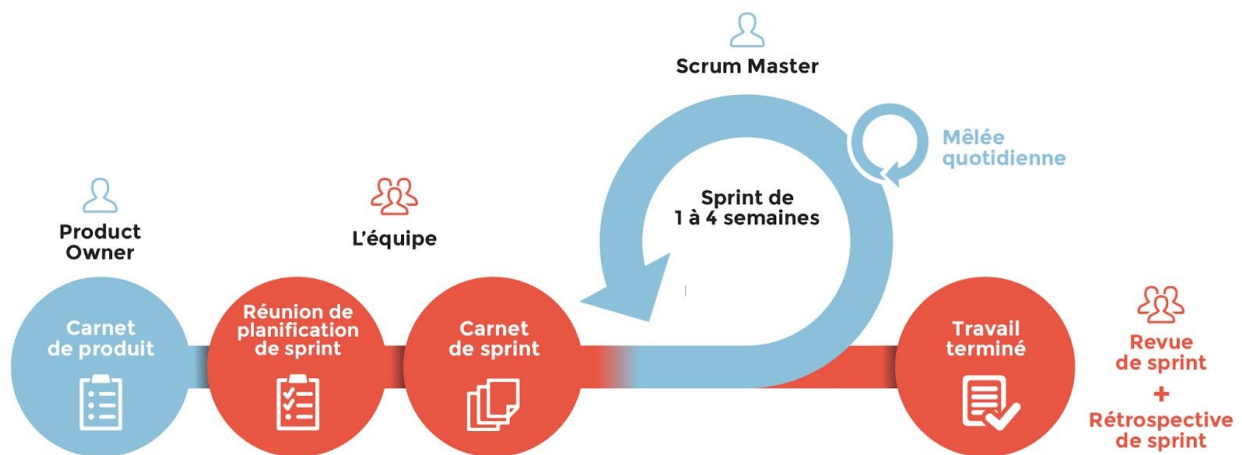 Scrum Master
Mêlée
quotidienne
Sprint de
1 à 4 semaines
Product
Owner
L’équipe
Carnet
de produit
Réunion de
planification
de sprint
Carnet
de sprint
Travail
terminé
Revue
de sprint
+
Rétrospective
de sprint